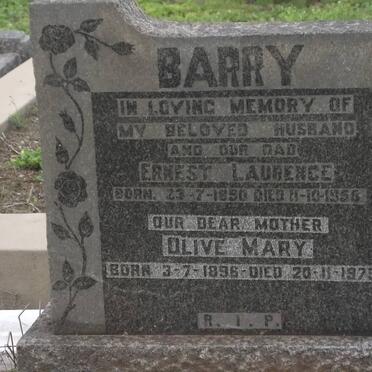 BARRY
IN LOVING MEMORY OF
MY BELOVED HUSBAND
AND OUR DAD
ERNEST LAURENCE
BORN. 23-7-1890 DIED 11-10-1956
OUR DEAR MOTHER
OLIVE MARY
BORN 3-7-1896-DIED 20-11-1979
R. I. P.